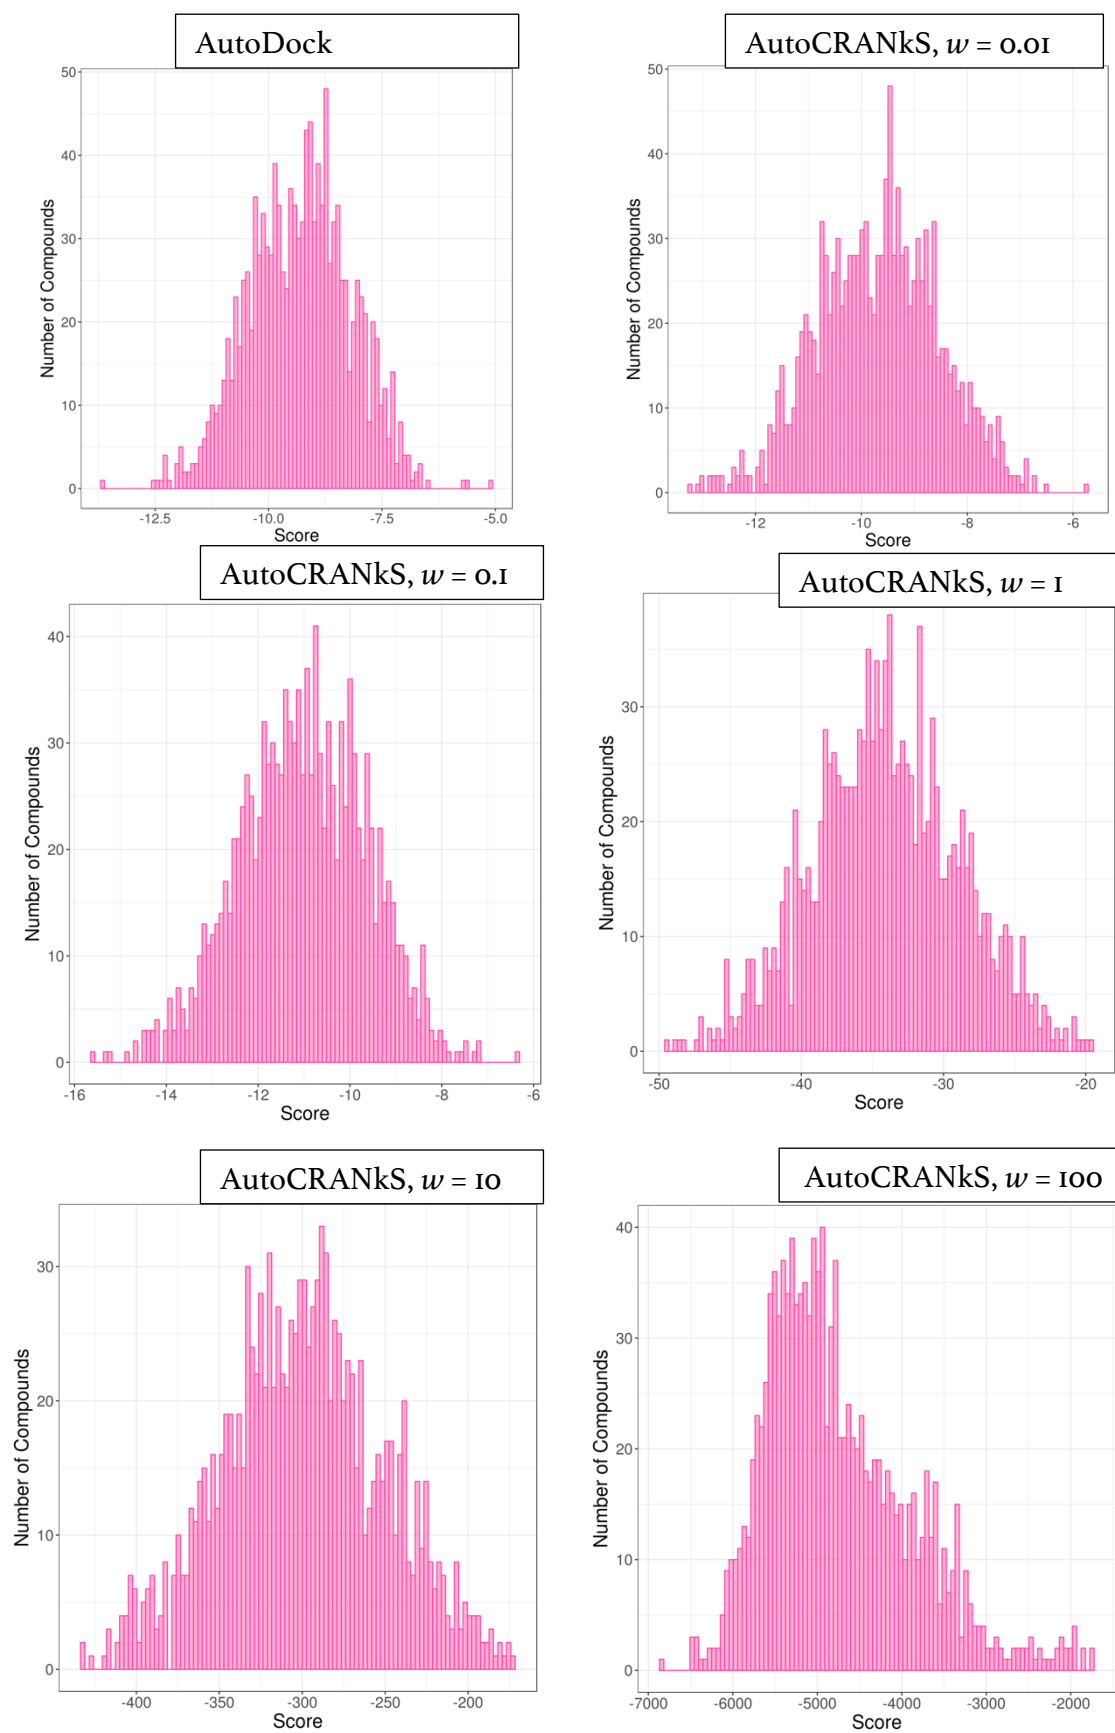 AutoDock
50
40
30
20
10
0
Number of Compounds
-12.5 -10.0 -7.5 -5.0
Score
AutoCRANkS, w = 0.01
50
40
30
20
10
0
Number of Compounds
-12 -10 -8 -6
Score
AutoCRANkS, w = 0.1
40
30
20
10
0
Number of Compounds
-16 -14 -12 -10 -8 -6
Score
AutoCRANkS, w = 1
30
20
10
0
Number of Compounds
-50 -40 -30 -20
Score
AutoCRANkS, w = 10
30
20
10
0
Number of Compounds
-400 -300 -200
Score
AutoCRANkS, w = 100
40
30
20
10
0
Number of Compounds
-7000 -6000 -5000 -4000 -3000 -2000
Score